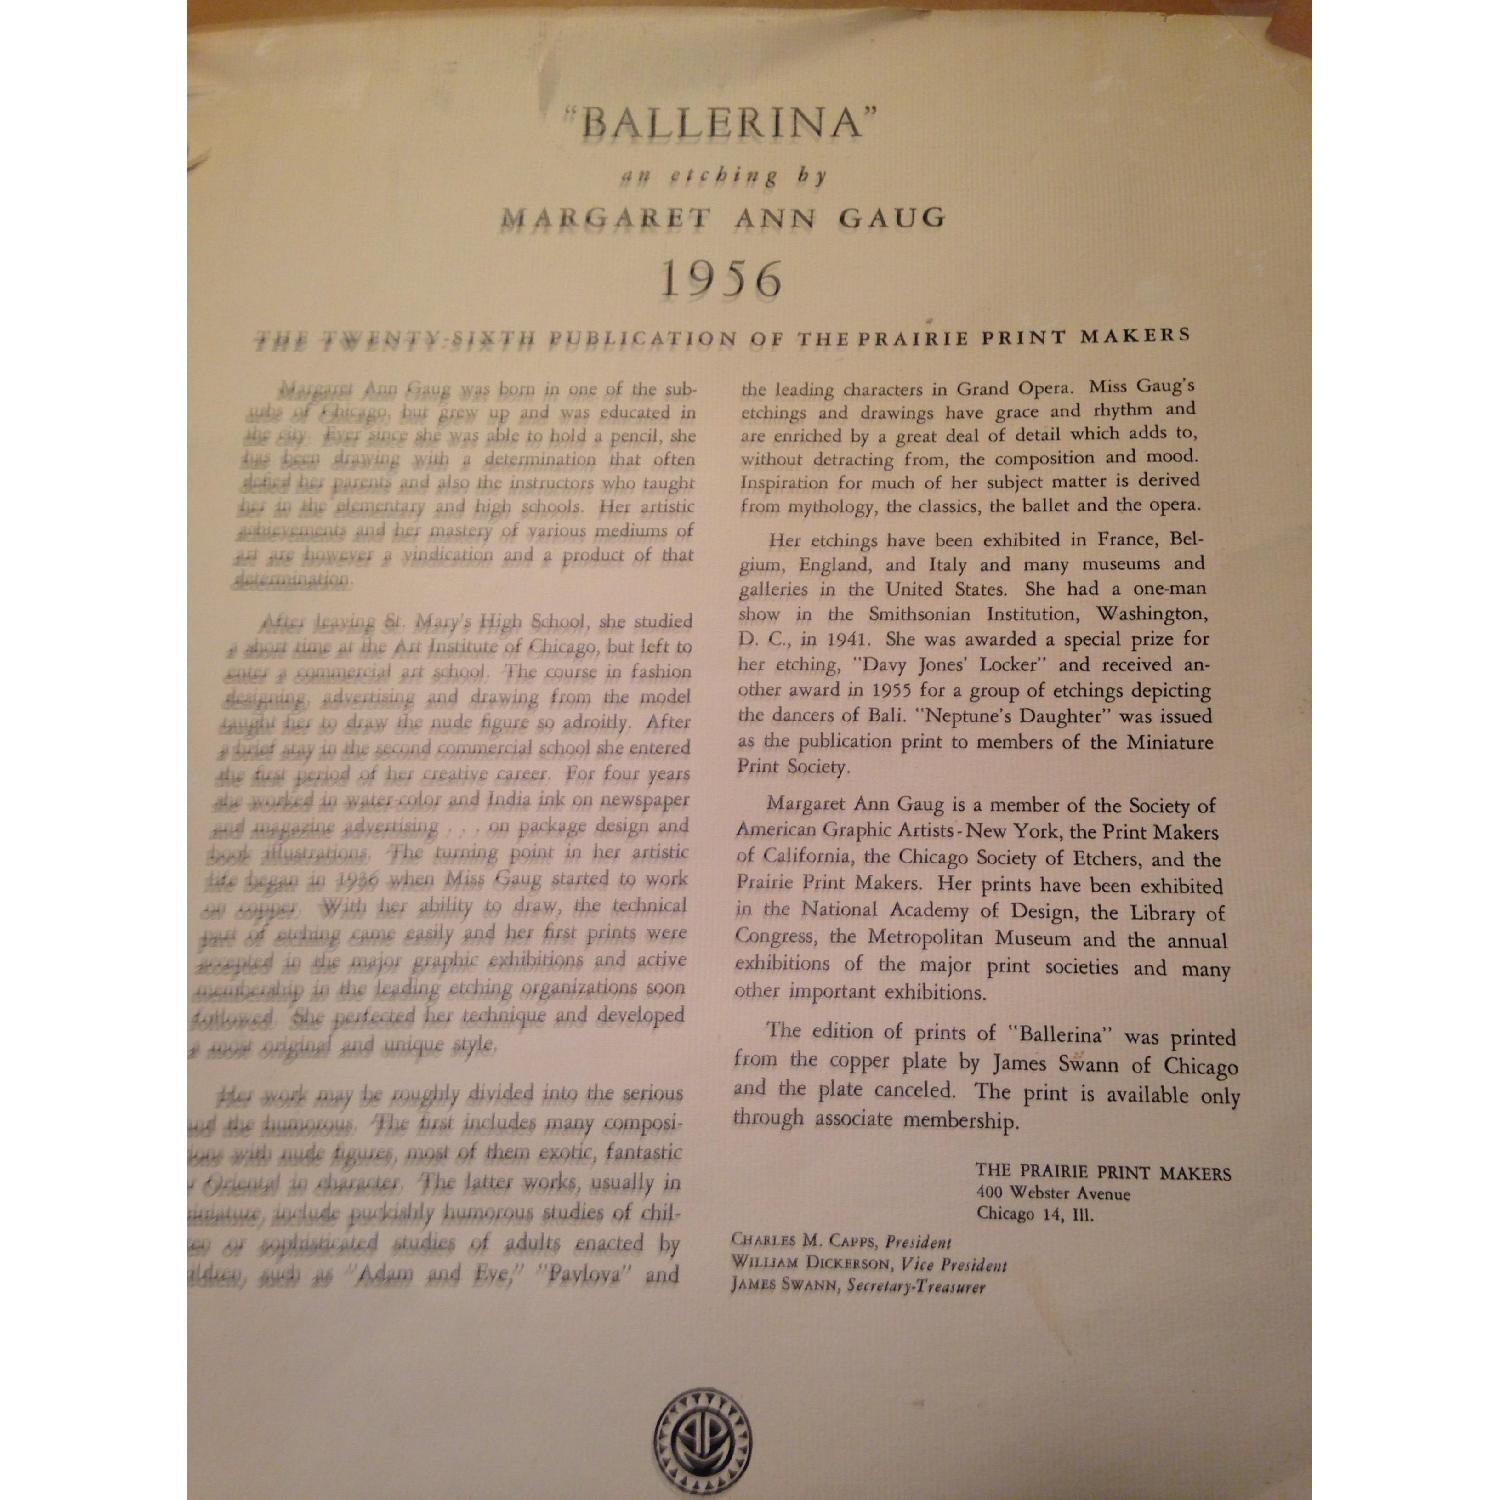 "BALLERINA"
an etching by
MARGARET ANN GAUG
1956
THE TWENTY-SIXTH PUBLICATION OF THE PRAIRIE PRINT MAKERS
Margaret Ann Gaug was born in one of the sub-
urbs of Chicago, but grew up and was educated in
the city. Ever since she was able to hold a pencil, she
has been drawing with a determination that often
defied her parents and also the instructors who taught
her in the elementary and high schools. Her artistic
achievements and her mastery of various mediums of
art are however a vindication and a product of that
determination.
After leaving St. Mary's High School, she studied
a short time at the Art Institute of Chicago, but left to
enter a commercial art school. The course in fashion
designing, advertising and drawing from the model
taught her to draw the nude figure so adroitly. After
a brief stay in the second commercial school she entered
the first period of her creative career. For four years
she worked in water-color and India ink on newspaper
and magazine advertising . . . on package design and
book illustrations. The turning point in her artistic
life began in 1936 when Miss Gaug started to work
on copper. With her ability to draw, the technical
part of etching came easily and her first prints were
accepted in the major graphic exhibitions and active
membership in the leading etching organizations soon
followed. She perfected her technique and developed
a most original and unique style.
Her work may be roughly divided into the serious
and the humorous. The first includes many composi-
ions with nude figures, most of them exotic, fantastic
r Oriental in character. The latter works, usually in
iniature, include puckishly humorous studies of chil-
en or sophisticated studies of adults enacted by
ildren, such as "Adam and Eve," "Pavlova" and
the leading characters in Grand Opera. Miss Gaug's
etchings and drawings have grace and rhythm and
are enriched by a great deal of detail which adds to,
without detracting from, the composition and mood.
Inspiration for much of her subject matter is derived
from mythology, the classics, the ballet and the opera.
Her etchings have been exhibited in France, Bel-
gium, England, and Italy and many museums and
galleries in the United States. She had a one-man
show in the Smithsonian Institution, Washington,
D. C., in 1941. She was awarded a special prize for
her etching, "Davy Jones' Locker" and received an-
other award in 1955 for a group of etchings depicting
the dancers of Bali. "Neptune's Daughter" was issued
as the publication print to members of the Miniature
Print Society.
Margaret Ann Gaug is a member of the Society of
American Graphic Artists-New York, the Print Makers
of California, the Chicago Society of Etchers, and the
Prairie Print Makers. Her prints have been exhibited
in the National Academy of Design, the Library of
Congress, the Metropolitan Museum and the annual
exhibitions of the major print societies and many
other important exhibitions.
The edition of prints of "Ballerina" was printed
from the copper plate by James Swann of Chicago
and the plate canceled. The print is available only
through associate membership.
THE PRAIRIE PRINT MAKERS
400 Webster Avenue
Chicago 14, Ill.
CHARLES M. CAPPS, President
WILLIAM DICKERSON, Vice President
JAMES SWANN, Secretary-Treasurer